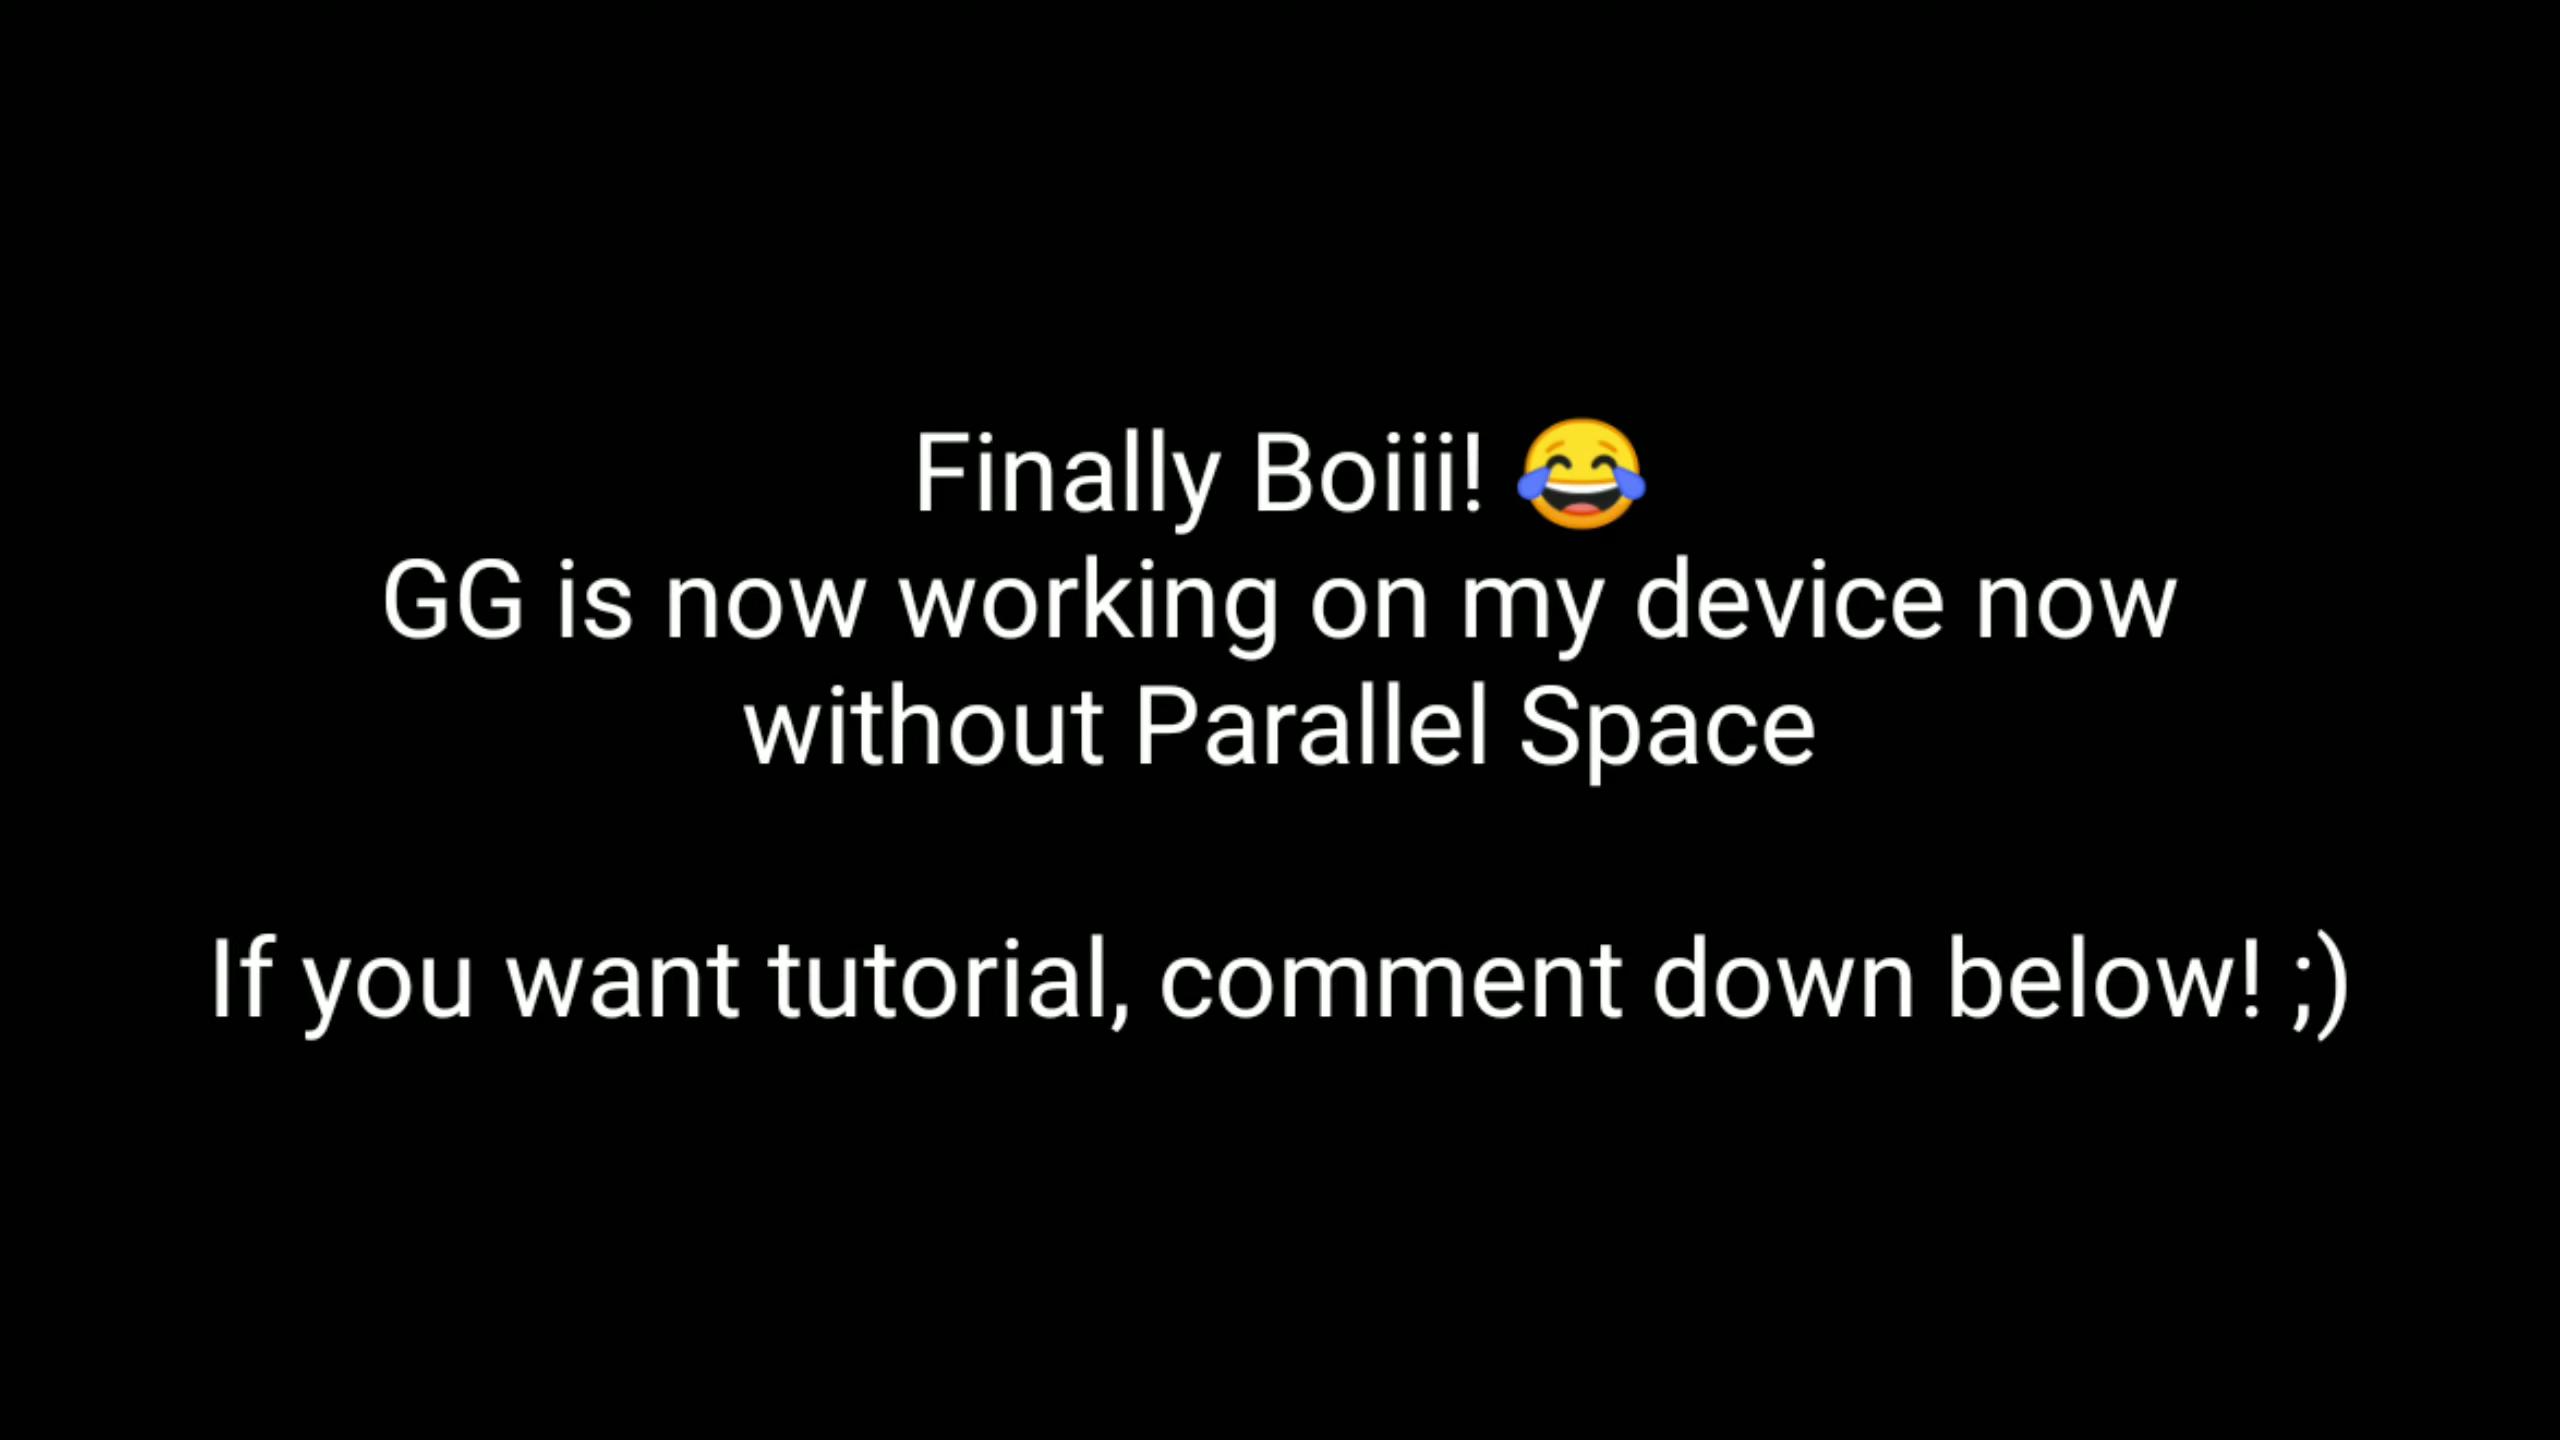 Finally Boiii! 😂
GG is now working on my device now
without Parallel Space
If you want tutorial, comment down below! ;)